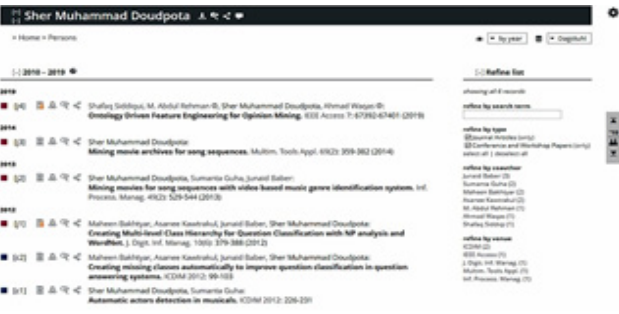 [-] Sher Muhammad Doudpota
> Home > Persons
by year
Dagstuhl
[-] 2010 – 2019
2019
[j4] Shafaq Siddiqui, M. Abdul Rehman, Sher Muhammad Doudpota, Ahmad Waqas:
Ontology Driven Feature Engineering for Opinion Mining. IEEE Access 7: 67392-67401 (2019)
2014
[j3] Sher Muhammad Doudpota:
Mining movie archives for song sequences. Multim. Tools Appl. 69(2): 359-382 (2014)
2013
[j2] Sher Muhammad Doudpota, Sumanta Guha, Junaid Baber:
Mining movies for song sequences with video based music genre identification system. Inf.
Process. Manag. 49(2): 529-544 (2013)
2012
[j1] Maheen Bakhtyar, Asanee Kawtrakul, Junaid Baber, Sher Muhammad Doudpota:
Creating Multi-level Class Hierarchy for Question Classification with NP analysis and
WordNet. J. Digit. Inf. Manag. 10(6): 379-388 (2012)
[c2] Maheen Bakhtyar, Asanee Kawtrakul, Junaid Baber, Sher Muhammad Doudpota:
Creating missing classes automatically to improve question classification in question
answering systems. ICDIM 2012: 99-103
[c1] Sher Muhammad Doudpota, Sumanta Guha:
Automatic actors detection in musicals. ICDIM 2012: 226-231
[-] Refine list
showing all 6 records
refine by search term
refine by type
Journal Articles (only)
Conference and Workshop Papers (only)
select all | deselect all
refine by coauthor
Junaid Baber (3)
Sumanta Guha (2)
Maheen Bakhtyar (2)
Asanee Kawtrakul (2)
M. Abdul Rehman (1)
Ahmad Waqas (1)
Shafaq Siddiqi (1)
refine by venue
ICDIM (2)
IEEE Access (1)
J. Digit. Inf. Manag. (1)
Multim. Tools Appl. (1)
Inf. Process. Manag. (1)